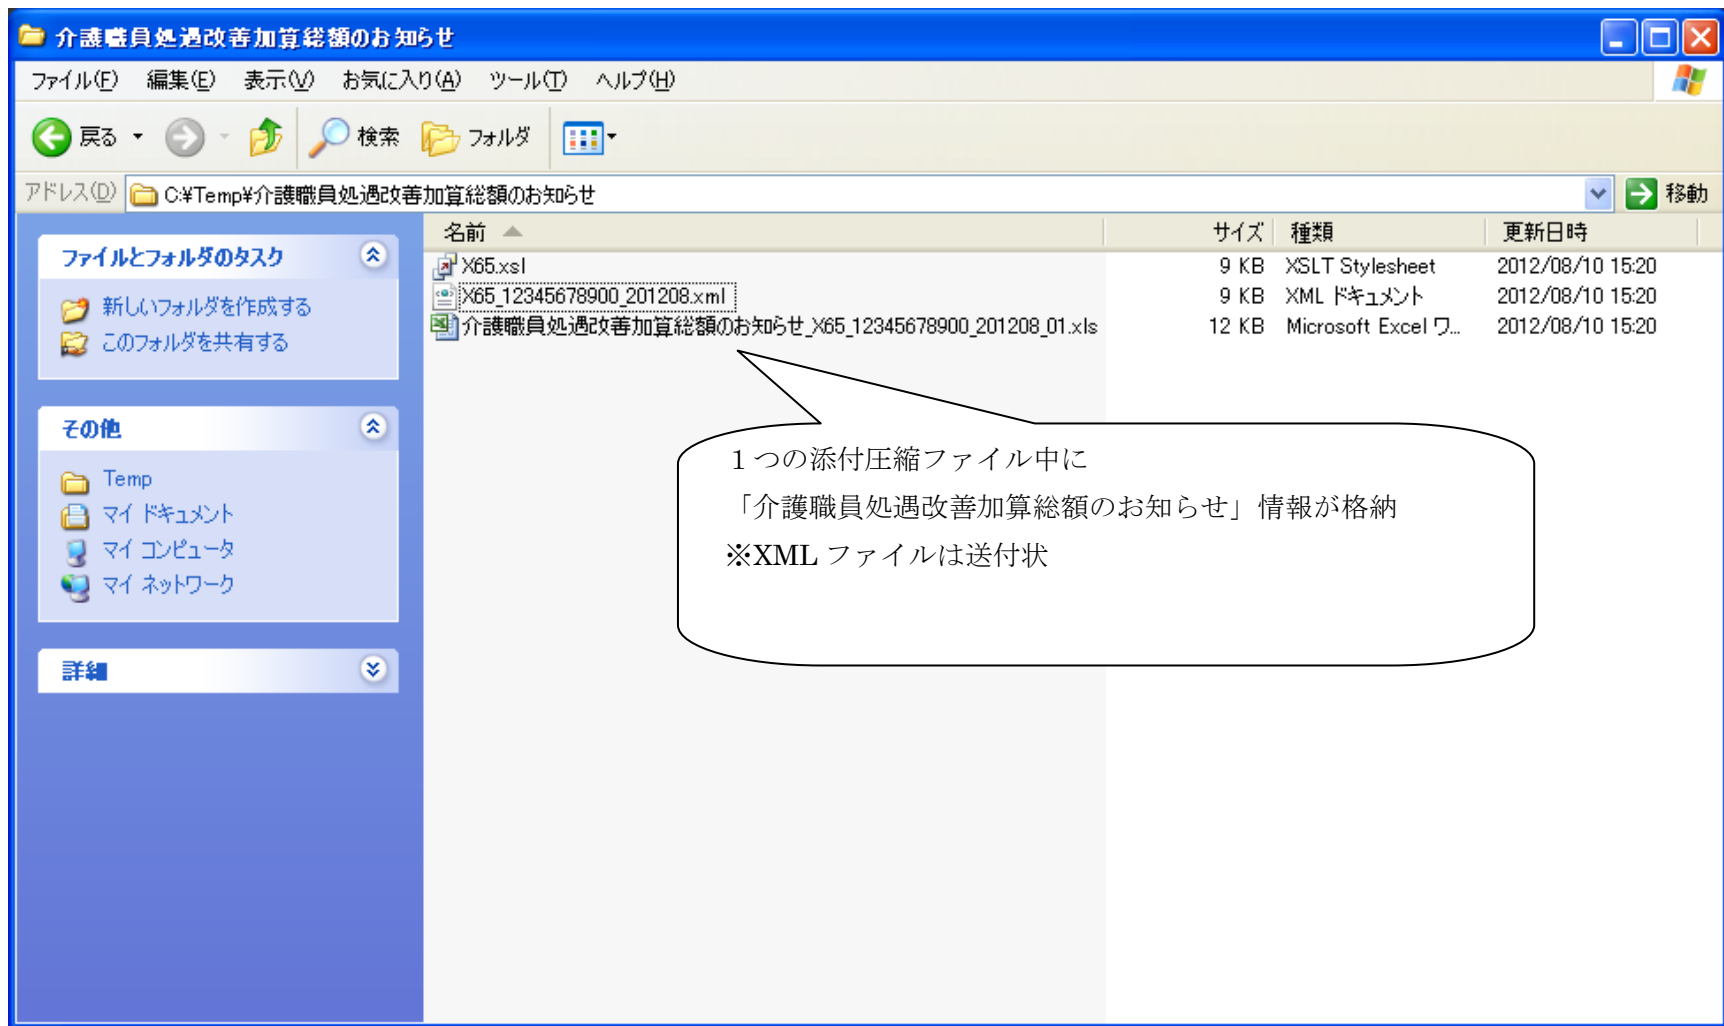 介護職員処遇改善加算総額のお知らせ
ファイル(F) 編集(E) 表示(V) お気に入り(A) ツール(T) ヘルプ(H)
戻る 検索 フォルダ
アドレス(D) C:¥Temp¥介護職員処遇改善加算総額のお知らせ 移動
ファイルとフォルダのタスク
新しいフォルダを作成する
このフォルダを共有する
その他
Temp
マイ ドキュメント
マイ コンピュータ
マイ ネットワーク
詳細
名前 サイズ 種類 更新日時
X65.xsl 9 KB XSLT Stylesheet 2012/08/10 15:20
X65_12345678900_201208.xml 9 KB XML ドキュメント 2012/08/10 15:20
介護職員処遇改善加算総額のお知らせ_X65_12345678900_201208_01.xls 12 KB Microsoft Excel ワ... 2012/08/10 15:20
１つの添付圧縮ファイル中に
「介護職員処遇改善加算総額のお知らせ」情報が格納
※XML ファイルは送付状